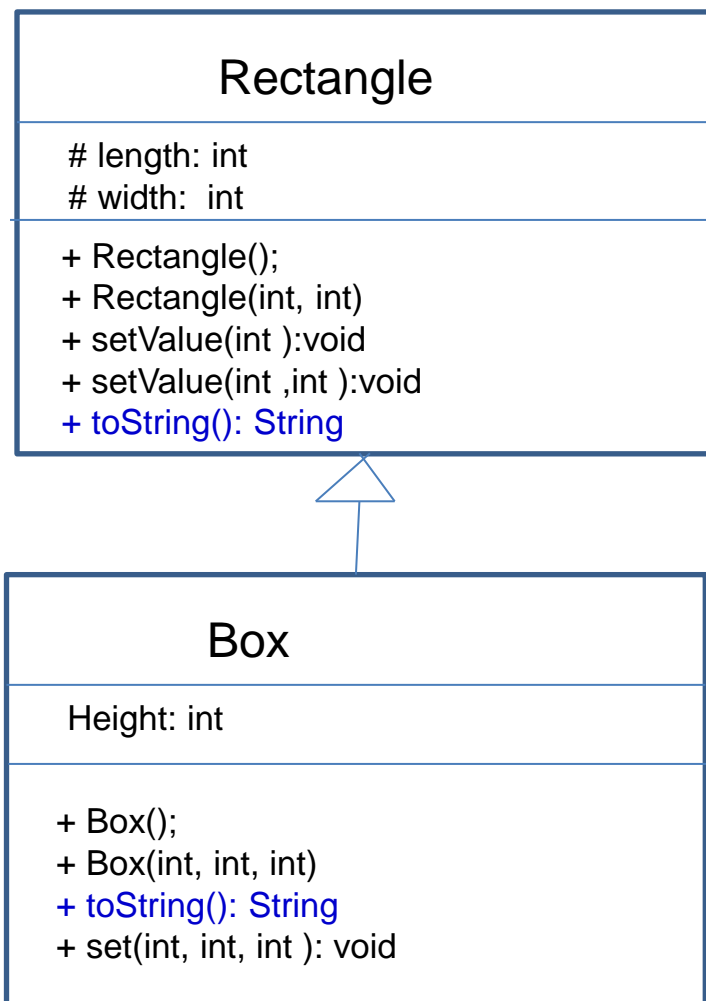 Rectangle
# length: int
# width:  int
+ Rectangle();
+ Rectangle(int, int)
+ setValue(int ):void
+ setValue(int ,int ):void
+ toString(): String
Box
Height: int
+ Box();
+ Box(int, int, int)
+ toString(): String
+ set(int, int, int ): void